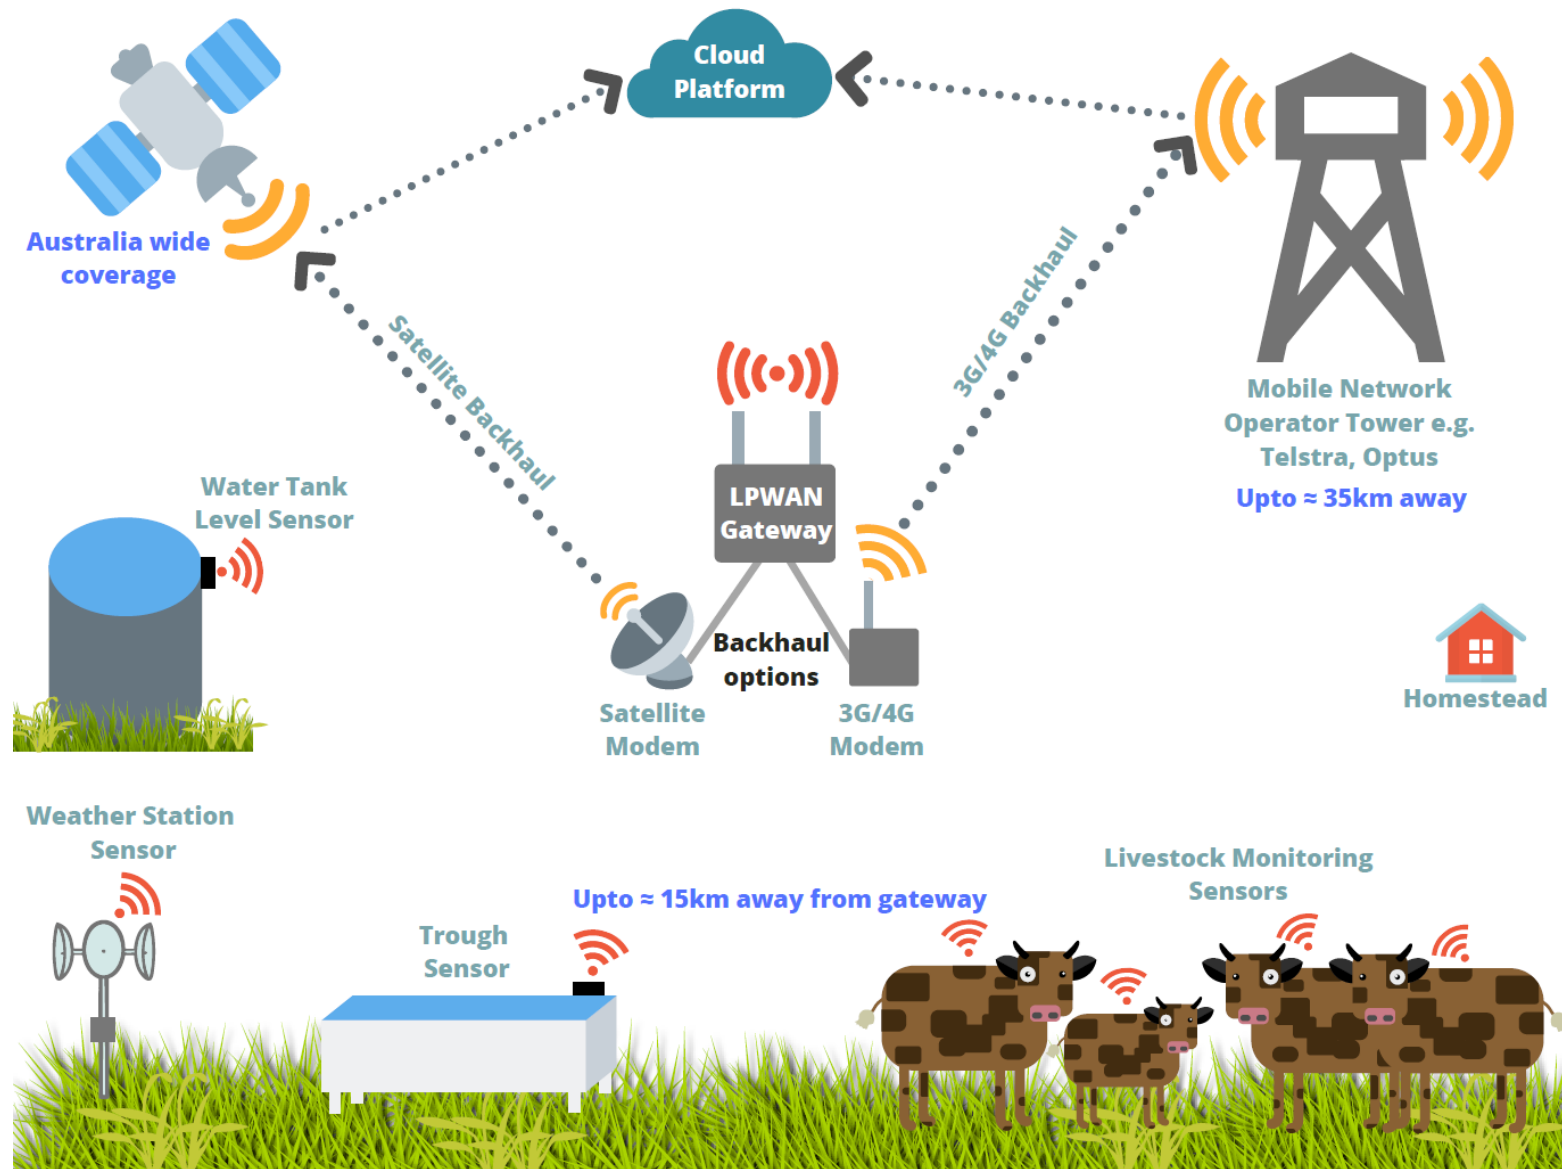 Cloud
Platform
Australia wide
coverage
Satellite Backhaul
3G/4G Backhaul
Mobile Network
Operator Tower e.g.
Telstra, Optus
Upto ≈ 35km away
Water Tank
Level Sensor
LPWAN
Gateway
Backhaul
options
Satellite
Modem
3G/4G
Modem
Homestead
Weather Station
Sensor
Livestock Monitoring
Sensors
Upto ≈ 15km away from gateway
Trough
Sensor